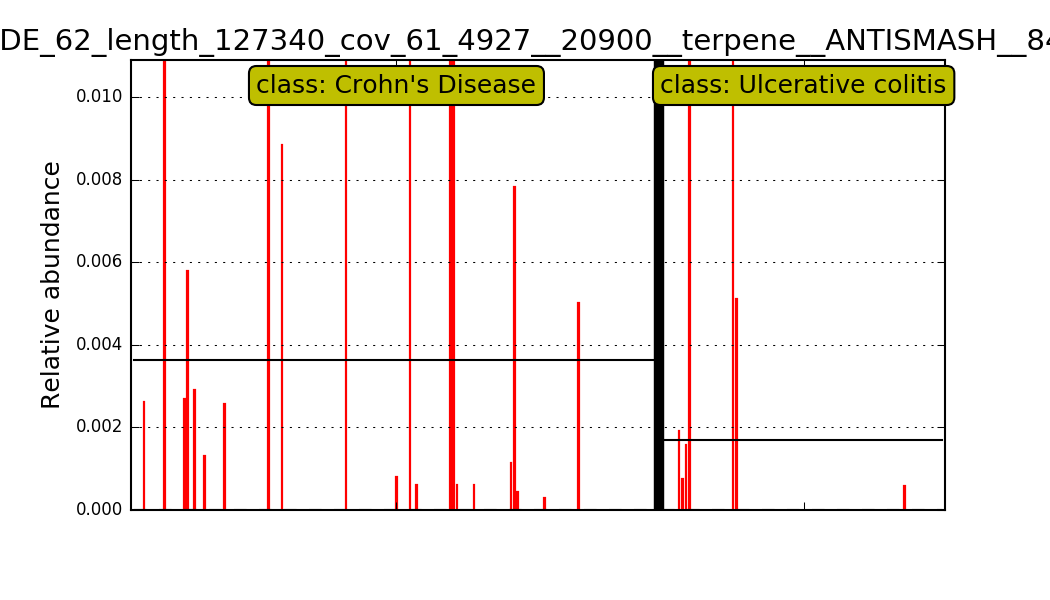 DE_62_length_127340_cov_61_4927__20900__terpene__ANTISMASH__84
class: Crohn's Disease
class: Ulcerative colitis
Relative abundance
0.010
0.008
0.006
0.004
0.002
0.000